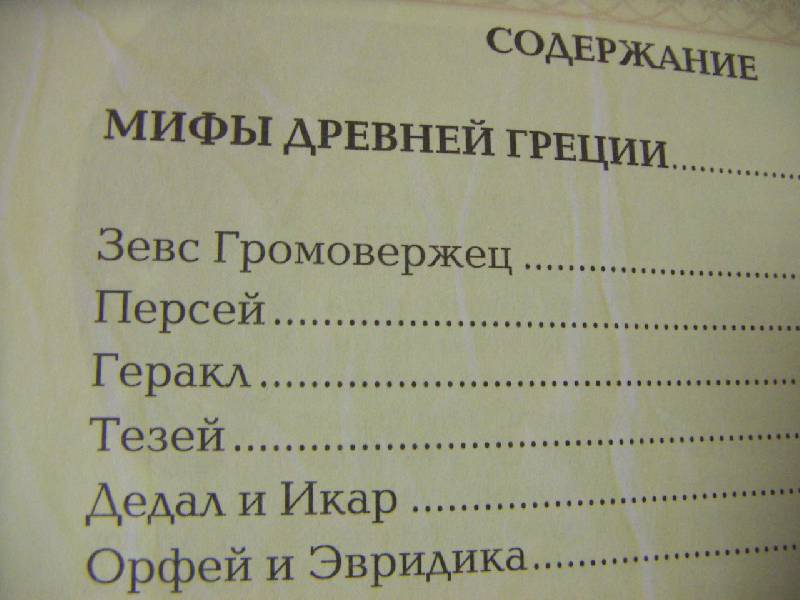 СОДЕРЖАНИЕ
МИФЫ ДРЕВНЕЙ ГРЕЦИИ
Зевс Громовержец
Персей
Геракл
Тезей
Дедал и Икар
Орфей и Эвридика